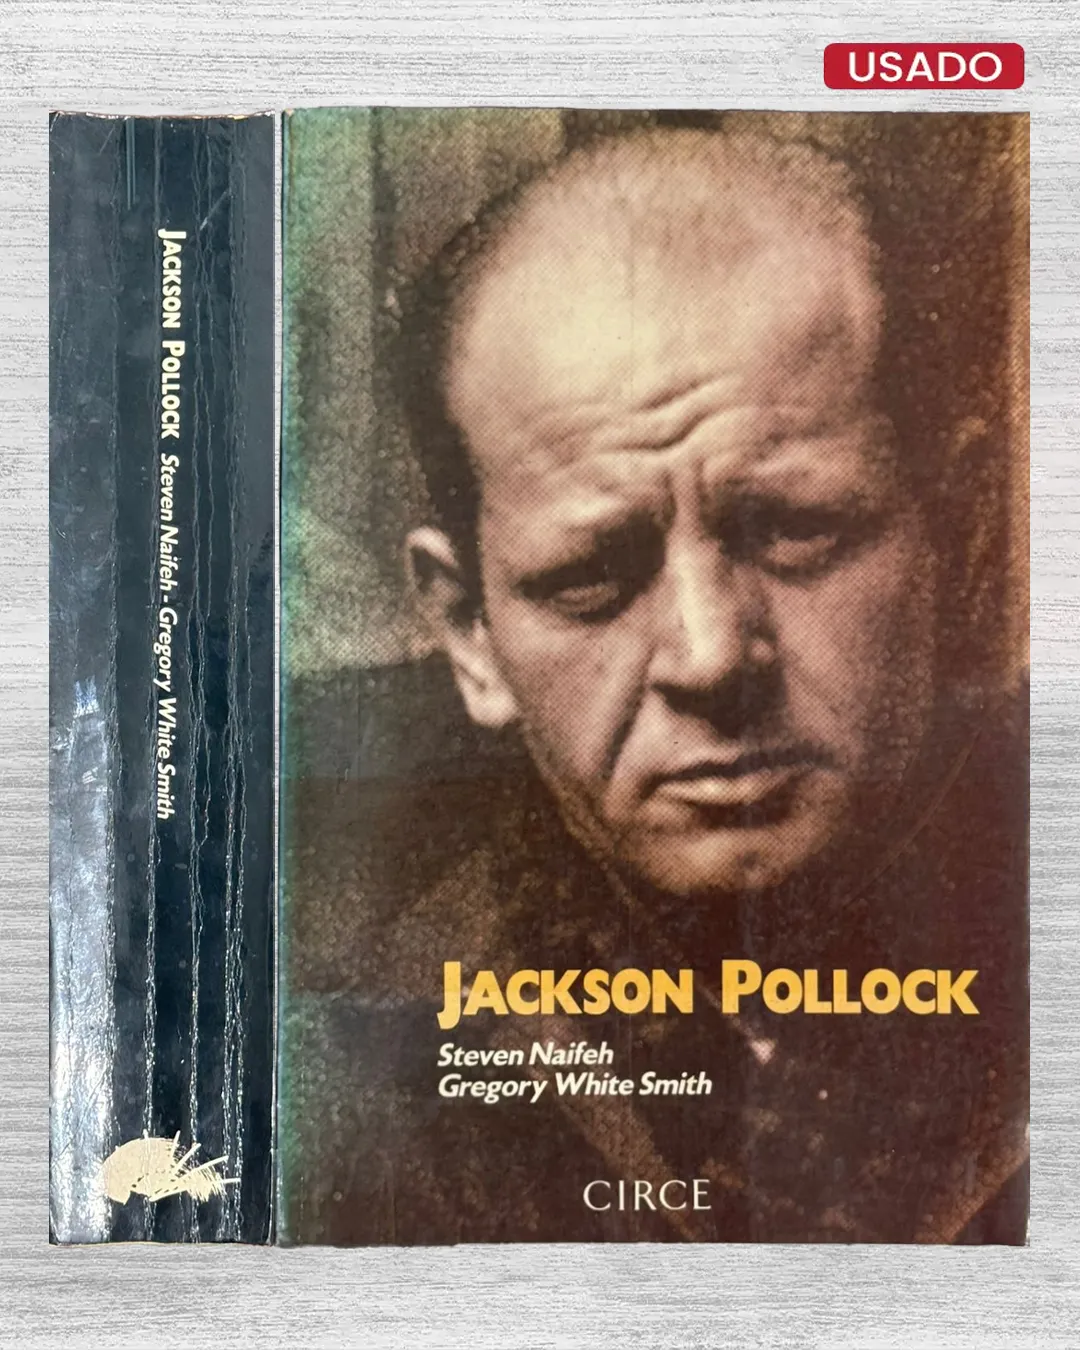 USADO
JACKSON POLLOCK Steven Naifeh - Gregory White Smith
JACKSON POLLOCK
Steven Naifeh
Gregory White Smith
CIRCE